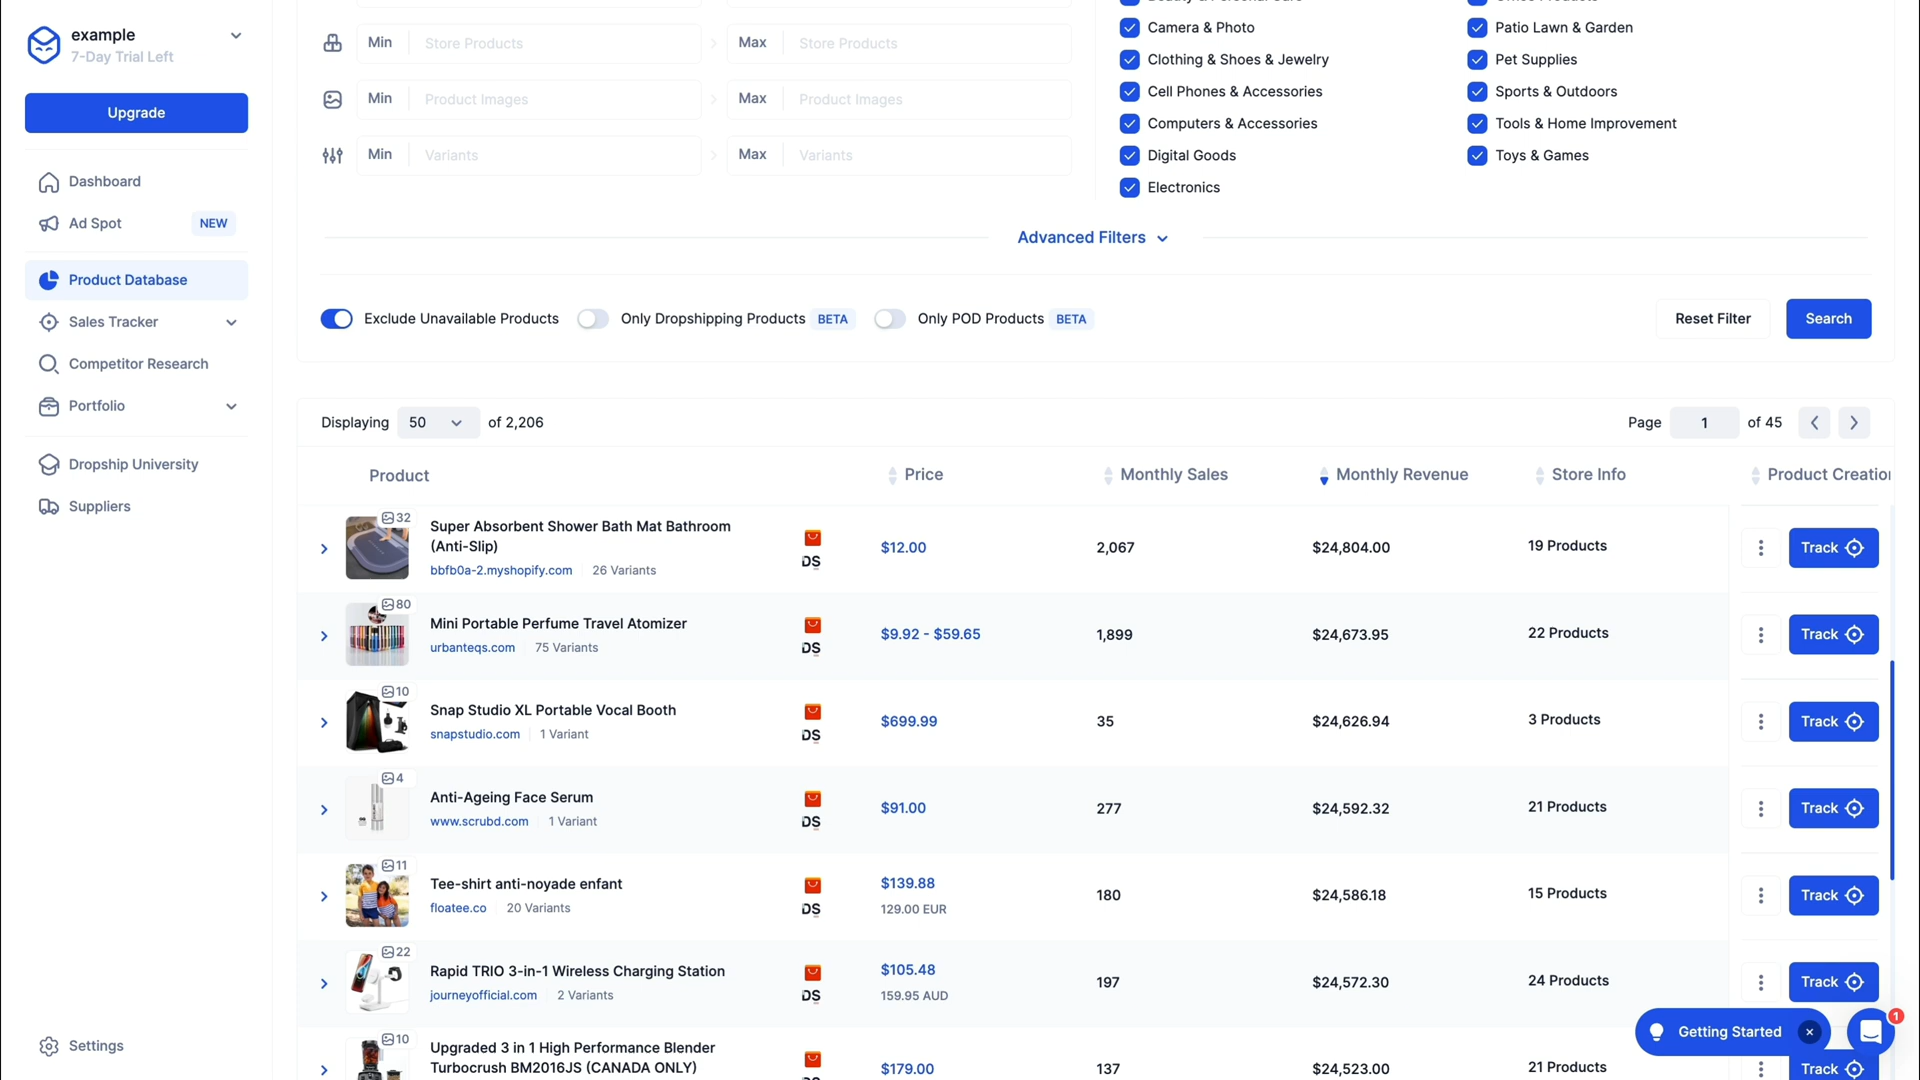 example
7-Day Trial Left
Upgrade
Dashboard
Ad Spot
NEW
Product Database
Sales Tracker
Competitor Research
Portfolio
Dropship University
Suppliers
Settings
Min
Store Products
Max
Store Products
Min
Product Images
Max
Product Images
Min
Variants
Max
Variants
Camera & Photo
Clothing & Shoes & Jewelry
Cell Phones & Accessories
Computers & Accessories
Digital Goods
Electronics
Patio Lawn & Garden
Pet Supplies
Sports & Outdoors
Tools & Home Improvement
Toys & Games
Advanced Filters
Exclude Unavailable Products
Only Dropshipping Products BETA
Only POD Products BETA
Reset Filter
Search
Displaying 50 of 2,206
Page 1 of 45
Product
Price
Monthly Sales
Monthly Revenue
Store Info
Product Creation
32
Super Absorbent Shower Bath Mat Bathroom
(Anti-Slip)
bbfb0a-2.myshopify.com
26 Variants
DS
$12.00
2,067
$24,804.00
19 Products
Track
80
Mini Portable Perfume Travel Atomizer
urbanteqs.com
75 Variants
DS
$9.92 - $59.65
1,899
$24,673.95
22 Products
Track
10
Snap Studio XL Portable Vocal Booth
snapstudio.com
1 Variant
DS
$699.99
35
$24,626.94
3 Products
Track
4
Anti-Ageing Face Serum
www.scrubd.com
1 Variant
DS
$91.00
277
$24,592.32
21 Products
Track
11
Tee-shirt anti-noyade enfant
floatee.co
20 Variants
DS
$139.88
129.00 EUR
180
$24,586.18
15 Products
Track
22
Rapid TRIO 3-in-1 Wireless Charging Station
journeyofficial.com
2 Variants
DS
$105.48
159.95 AUD
197
$24,572.30
24 Products
Track
10
Upgraded 3 in 1 High Performance Blender
Turbocrush BM2016JS (CANADA ONLY)
$179.00
137
$24,523.00
21 Products
Track
Getting Started
1